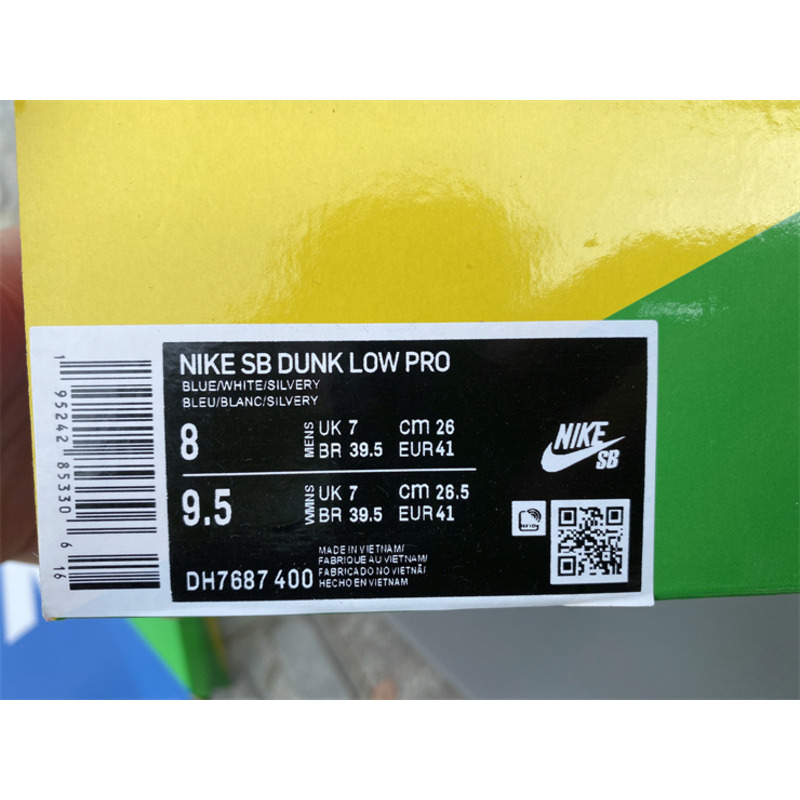 NIKE SB DUNK LOW PRO
BLUE/WHITE/SILVERY
BLEU/BLANC/SILVERY
8 MENS UK 7 cm 26
BR 39.5 EUR 41
9.5 WMNS UK 7 cm 26.5
BR 39.5 EUR 41
DH7687 400
MADE IN VIETNAM/
FABRIQUE AU VIETNAM/
FABRICADO NO VIETNÃ/
HECHO EN VIETNAM
NIKE
SB
1 95242 85330 6 16